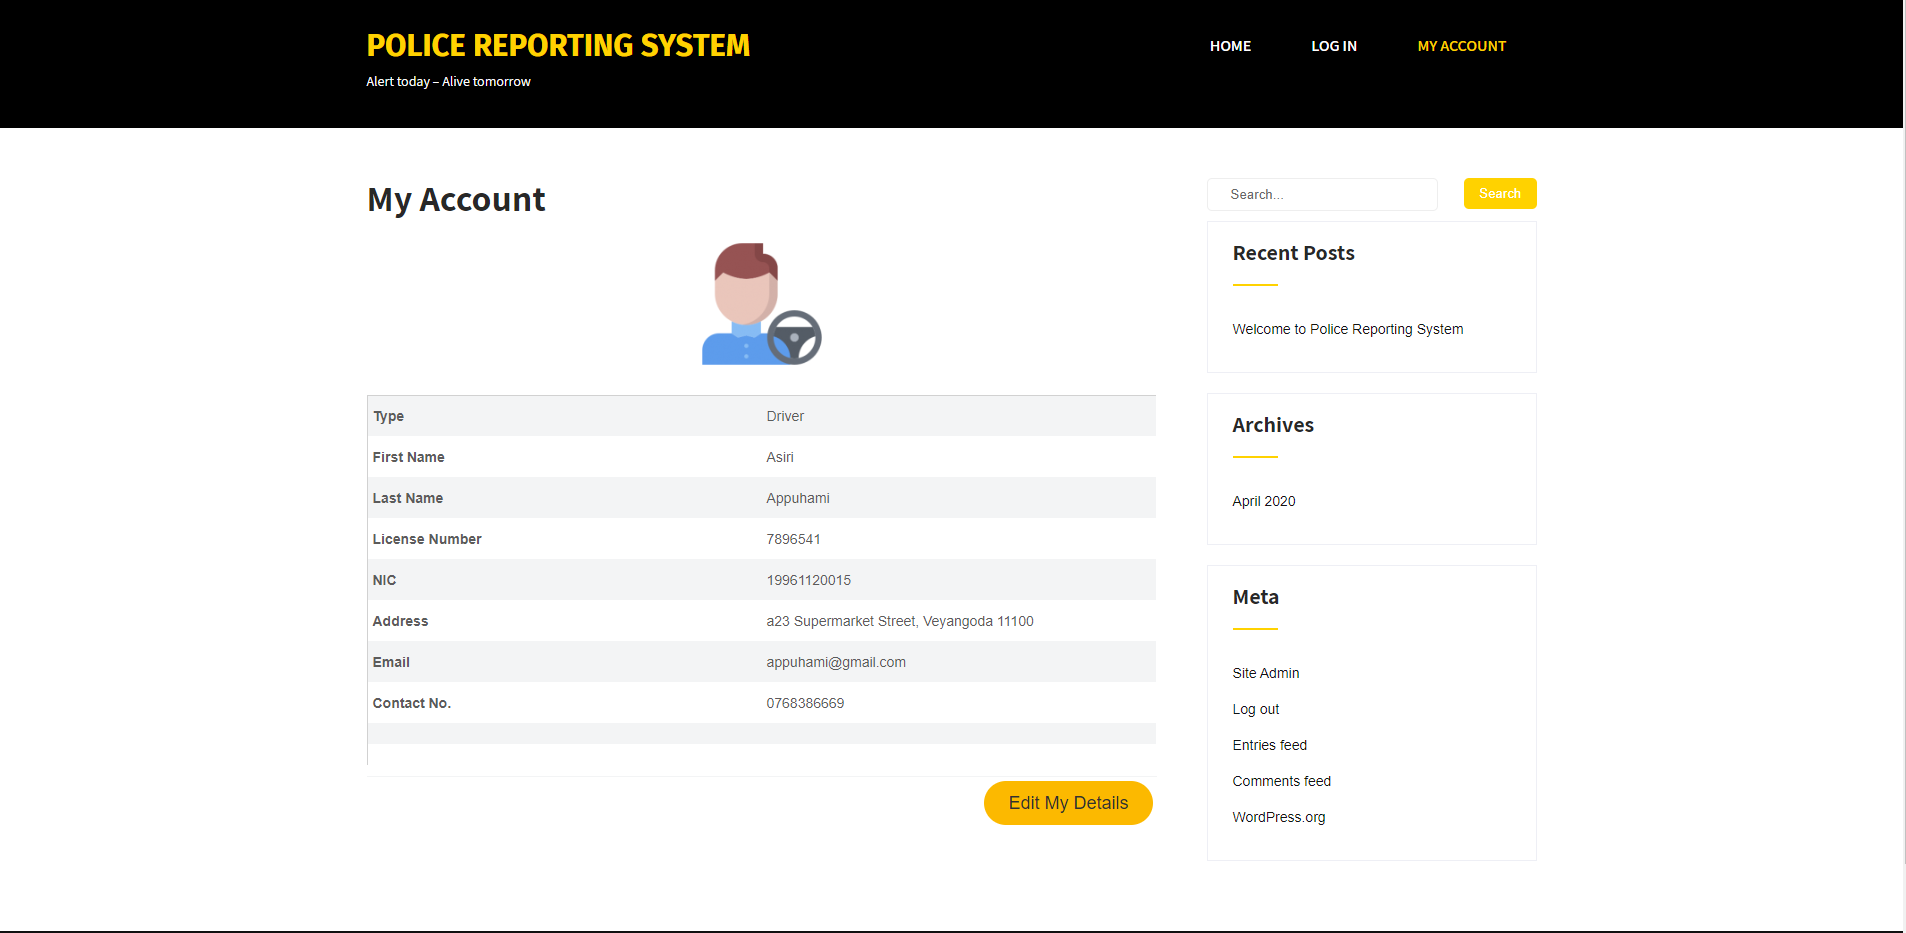 POLICE REPORTING SYSTEM
Alert today – Alive tomorrow
HOME LOG IN MY ACCOUNT
My Account
Type Driver
First Name Asiri
Last Name Appuhami
License Number 7896541
NIC 19961120015
Address a23 Supermarket Street, Veyangoda 11100
Email appuhami@gmail.com
Contact No. 0768386669
Edit My Details
Search... Search
Recent Posts
Welcome to Police Reporting System
Archives
April 2020
Meta
Site Admin
Log out
Entries feed
Comments feed
WordPress.org